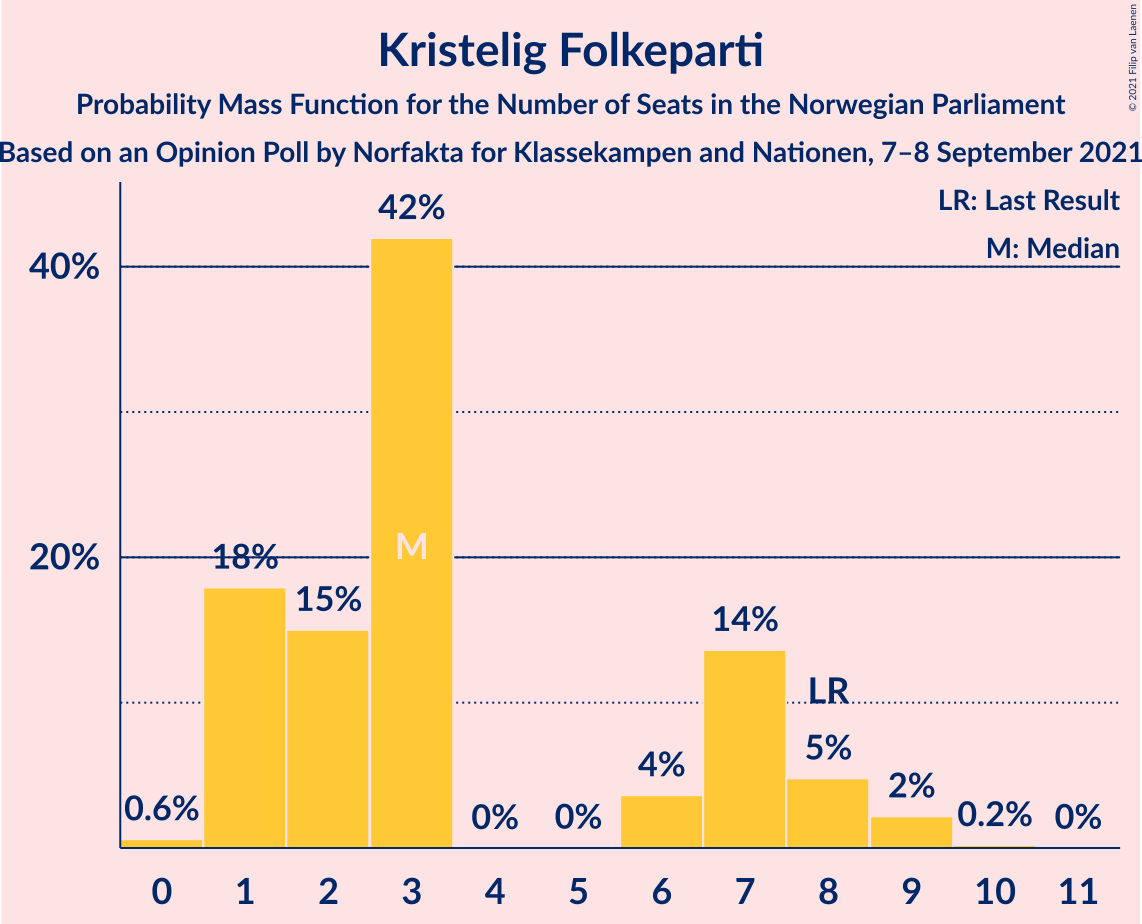 Kristelig Folkeparti
Probability Mass Function for the Number of Seats in the Norwegian Parliament
Based on an Opinion Poll by Norfakta for Klassekampen and Nationen, 7–8 September 2021
© 2021 Filip van Laenen
LR: Last Result
M: Median
42%
40%
M
20%
18%
15%
14%
LR
5%
4%
2%
0.6%
0%
0%
0.2%
0%
0 1 2 3 4 5 6 7 8 9 10 11